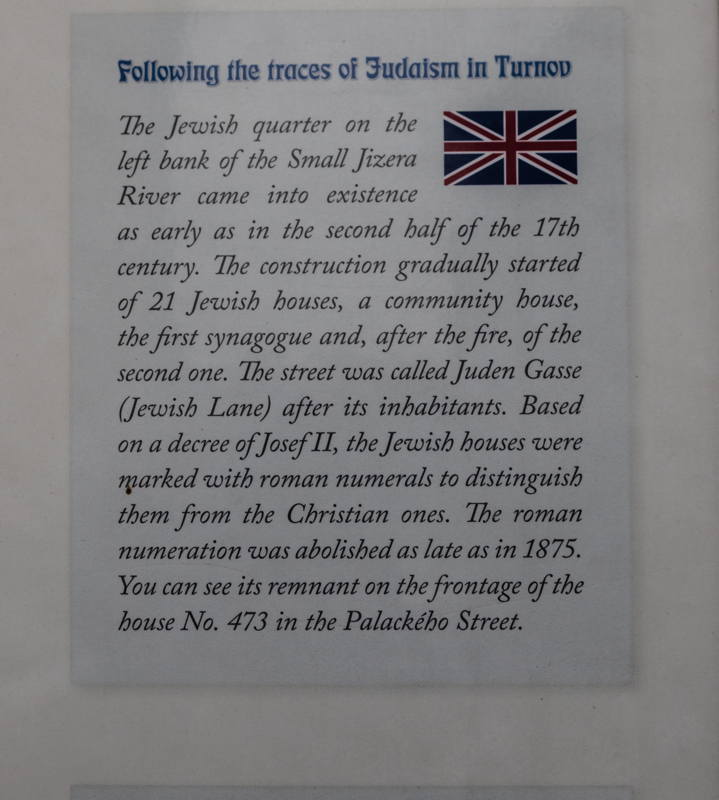 Following the traces of Judaism in Turnov
The Jewish quarter on the
left bank of the Small Jizera
River came into existence
as early as in the second half of the 17th
century. The construction gradually started
of 21 Jewish houses, a community house,
the first synagogue and, after the fire, of the
second one. The street was called Juden Gasse
(Jewish Lane) after its inhabitants. Based
on a decree of Josef II, the Jewish houses were
marked with roman numerals to distinguish
them from the Christian ones. The roman
numeration was abolished as late as in 1875.
You can see its remnant on the frontage of the
house No. 473 in the Palackého Street.